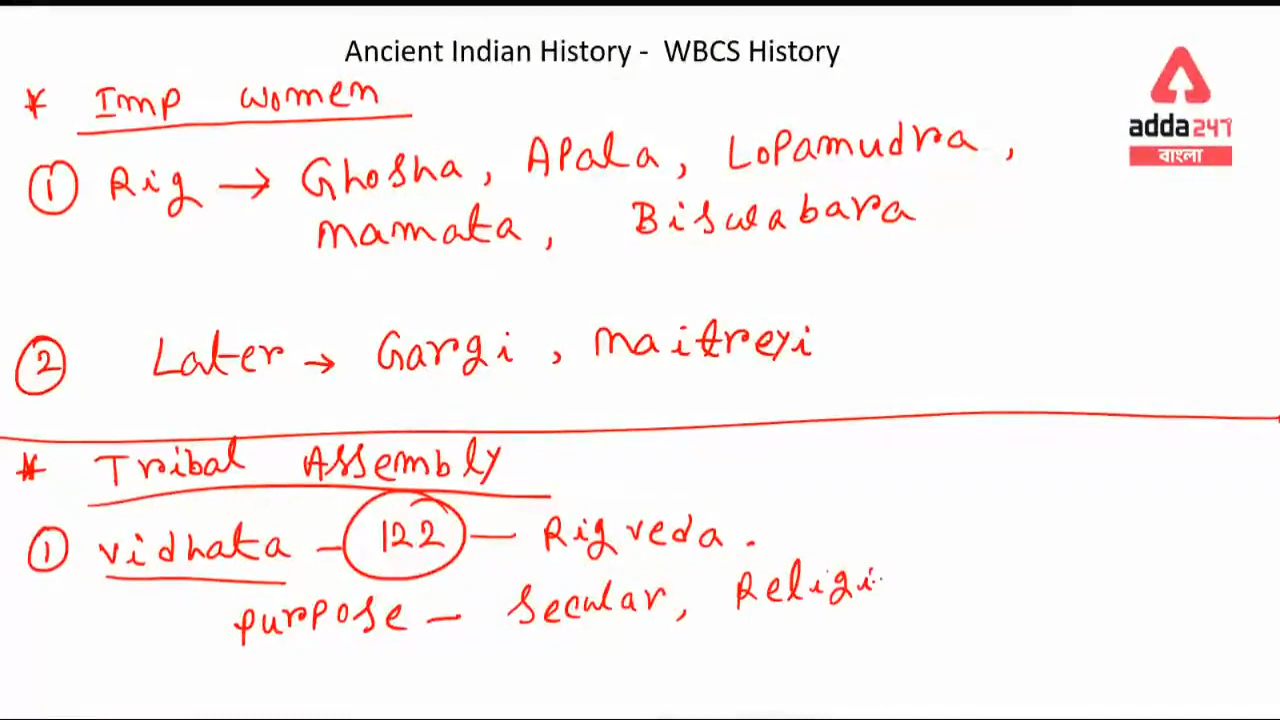 Ancient Indian History - WBCS History
* Imp women
adda247
বাংলা
① Rig → Ghosha, Apala, Lopamudra,
mamata, Biswabara
② Later → Gargi, maitreyi
* Tribal Assembly
① vidhata - 122 - Rigveda.
purpose - secular, Religi